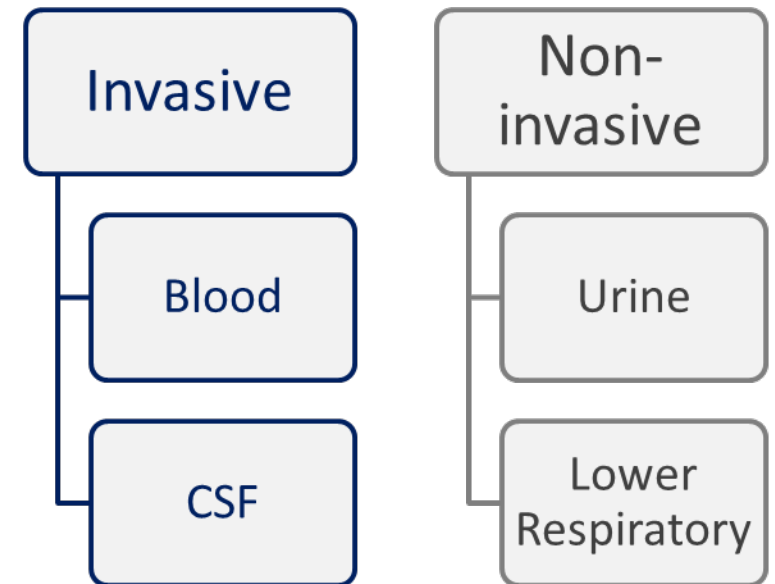 Invasive
Blood
CSF
Non-
invasive
Urine
Lower
Respiratory